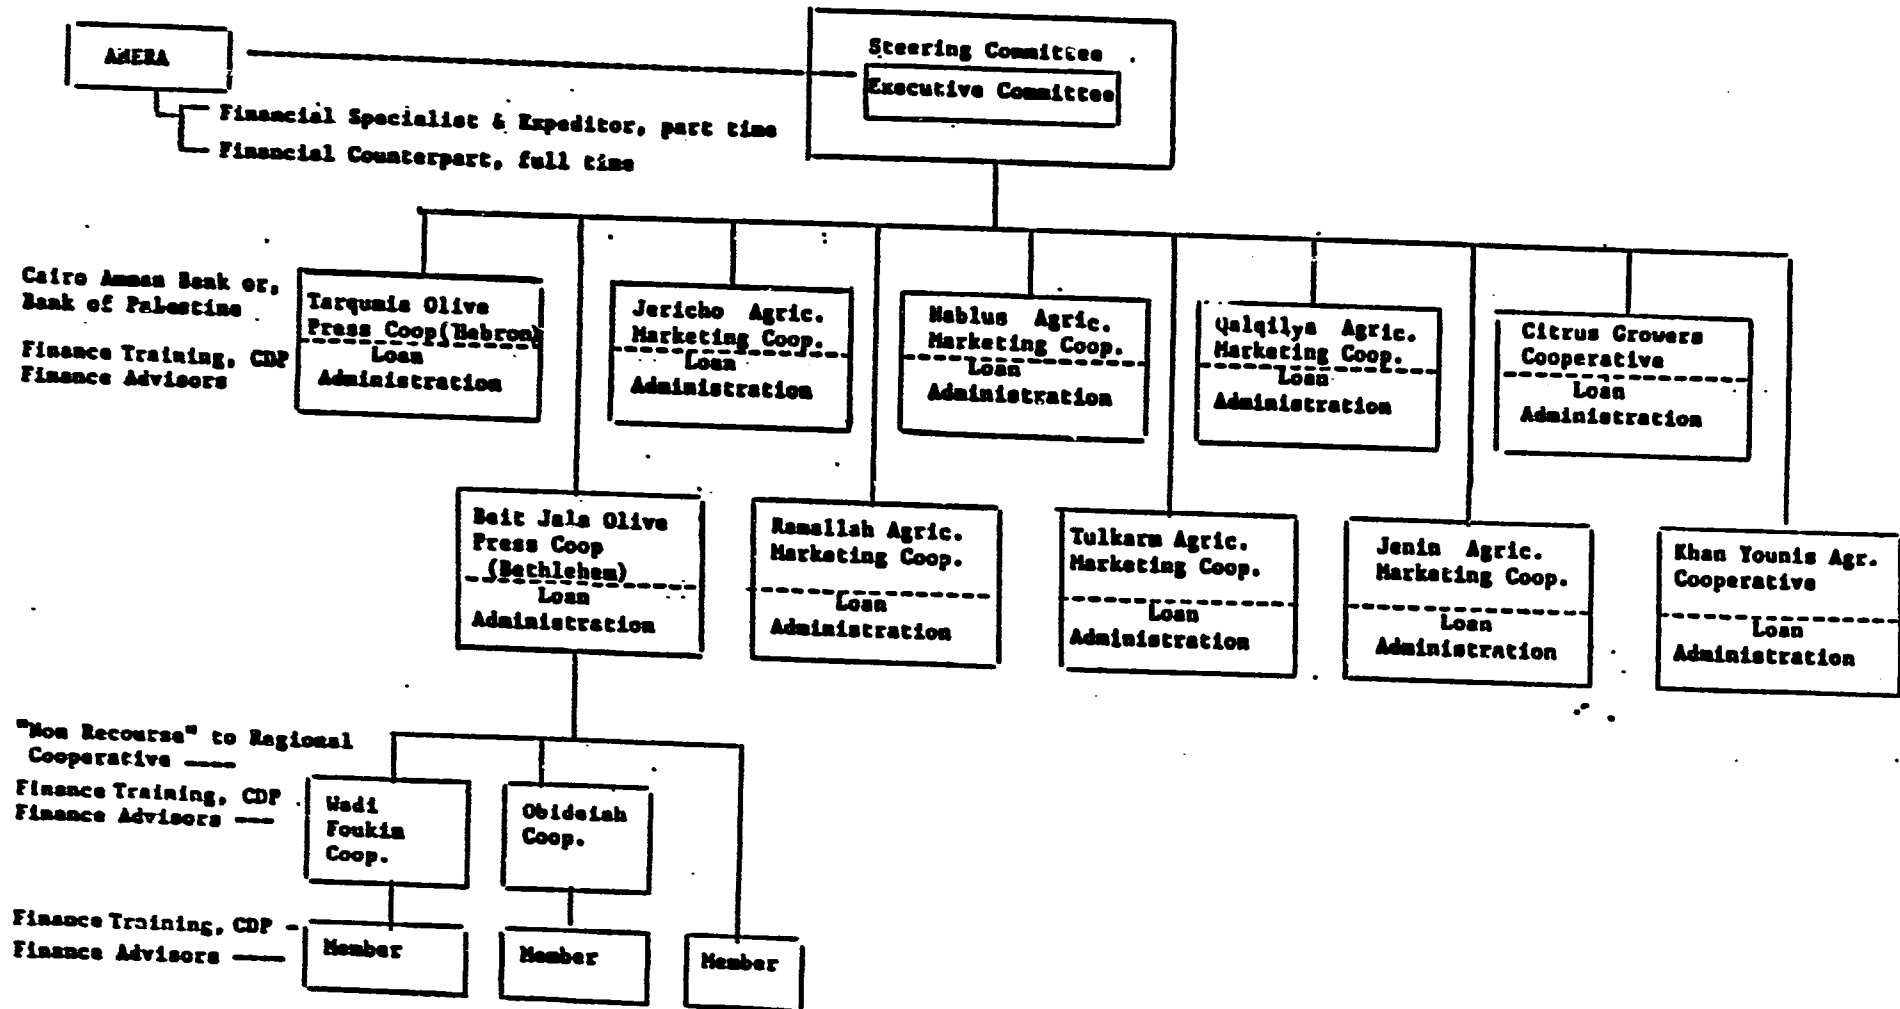 ANERA
Steering Committee
Executive Committee
Financial Specialist & Expeditor, part time
Financial Counterpart, full time
Cairo Amman Bank or,
Bank of Palestine
Finance Training, CDP
Finance Advisors
Tarqumia Olive
Press Coop(Hebron)
Loan
Administration
Jericho Agric.
Marketing Coop.
Loan
Administration
Nablus Agric.
Marketing Coop.
Loan
Administration
Qalqilya Agric.
Marketing Coop.
Loan
Administration
Citrus Growers
Cooperative
Loan
Administration
Beit Jala Olive
Press Coop
(Bethlehem)
Loan
Administration
Ramallah Agric.
Marketing Coop.
Loan
Administration
Tulkarm Agric.
Marketing Coop.
Loan
Administration
Jenin Agric.
Marketing Coop.
Loan
Administration
Khan Younis Agr.
Cooperative
Loan
Administration
"Non Recourse" to Regional
Cooperative ----
Finance Training, CDP
Finance Advisors ---
Wadi
Foukin
Coop.
Obideiah
Coop.
Finance Training, CDP -
Finance Advisors ----
Member
Member
Member